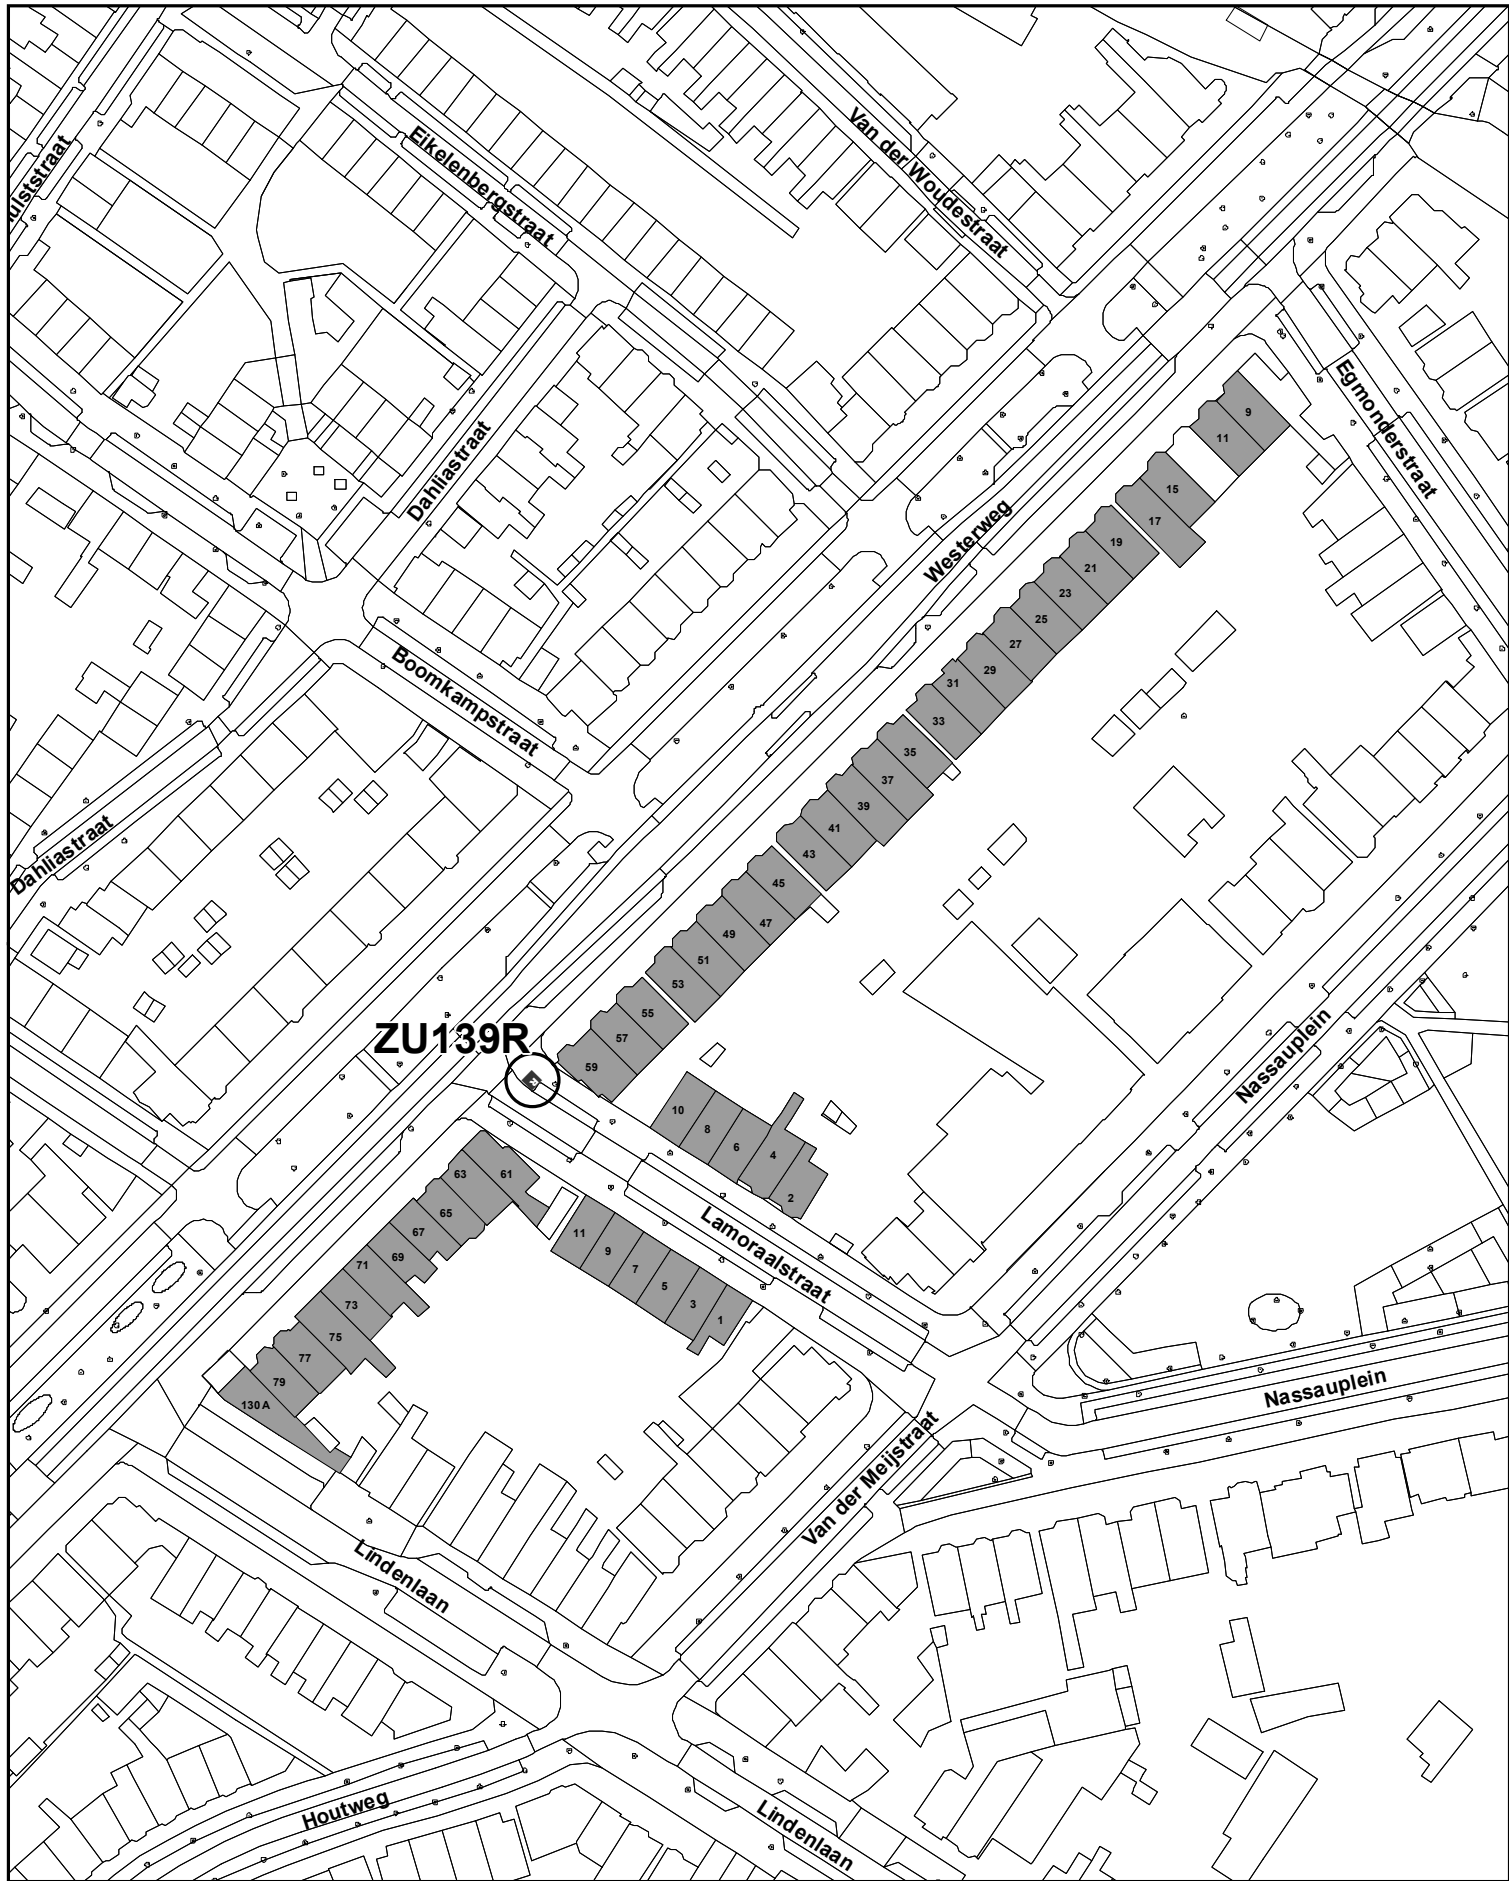 uiststraat
Eikelenbergstraat
Van der Woudestraat
Egmonderstraat
Dahliastraat
Westerweg
Boomkampstraat
Dahliastraat
9
11
15
17
19
21
23
25
27
29
31
33
35
37
39
41
43
45
47
49
51
53
55
57
59
ZU139R
Nassauplein
10
8
6
4
2
61
63
65
67
69
71
73
75
77
79
130A
11
9
7
5
3
1
Lamoraalstraat
Nassauplein
Van der Meijstraat
Lindenlaan
Houtweg
Lindenlaan